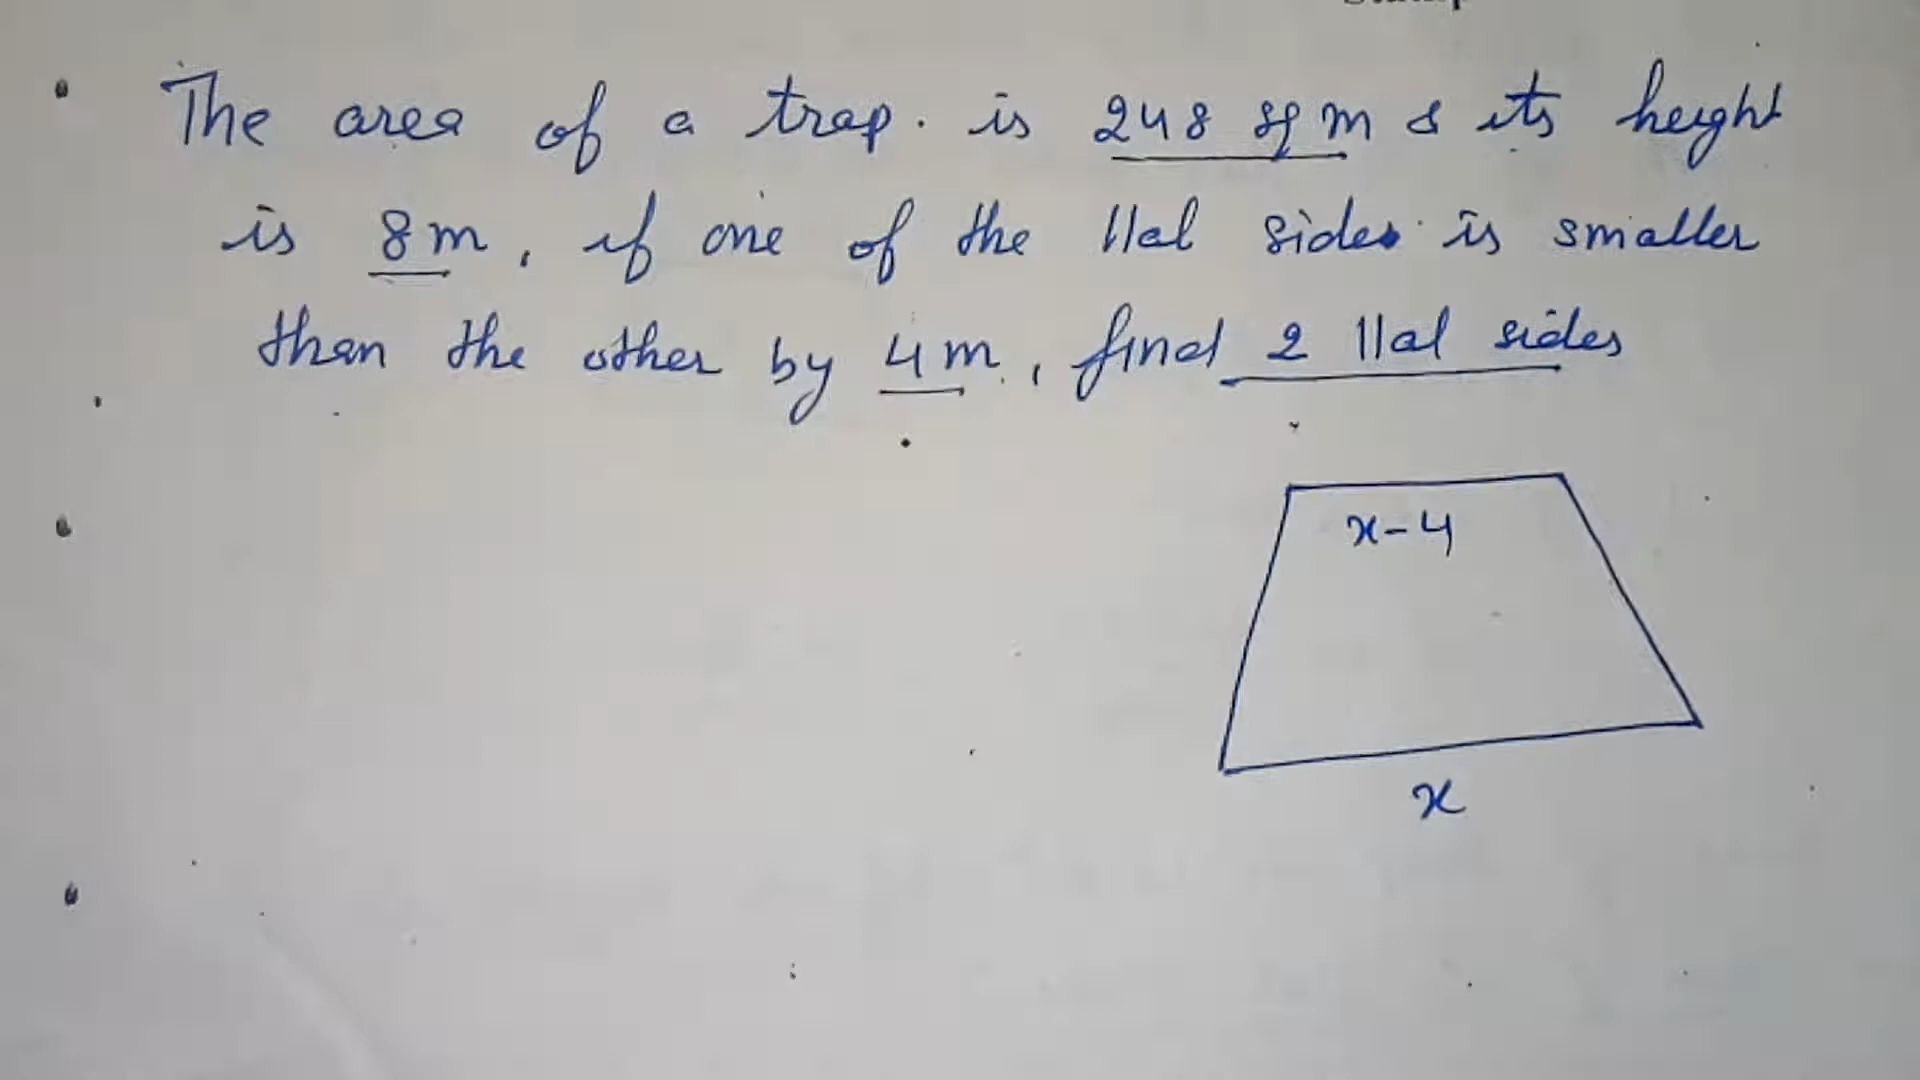 The area of a trap. is 248 sq m & its height
is 8m, if one of the ||al sides is smaller
than the other by 4m, find 2 ||al sides
x-4
x